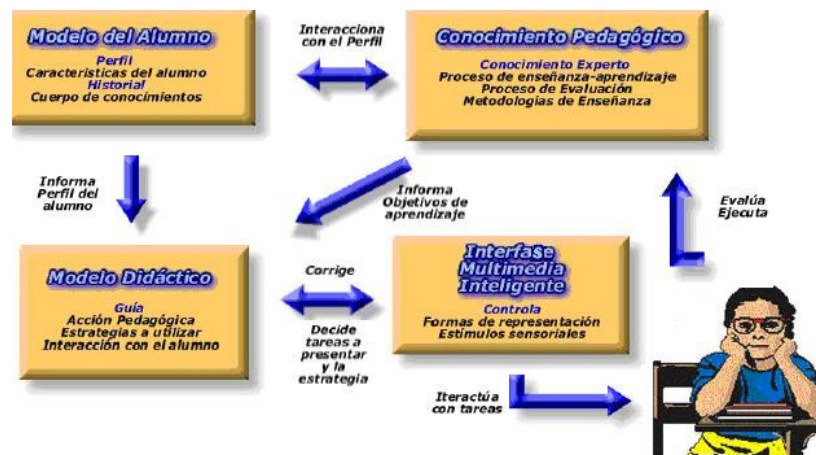 Modelo del Alumno
Perfil
Características del alumno
Historial
Cuerpo de conocimientos
Interacciona
con el Perfil
Conocimiento Pedagógico
Conocimiento Experto
Proceso de enseñanza-aprendizaje
Proceso de Evaluación
Metodologías de Enseñanza
Informa
Perfil del
alumno
Informa
Objetivos de
aprendizaje
Evalúa
Ejecuta
Modelo Didáctico
Guía
Acción Pedagógica
Estrategias a utilizar
Interacción con el alumno
Corrige
Decide
tareas a
presentar
y la
estrategia
Interfase
Multimedia
Inteligente
Controla
Formas de representación
Estímulos sensoriales
Iteractúa
con tareas